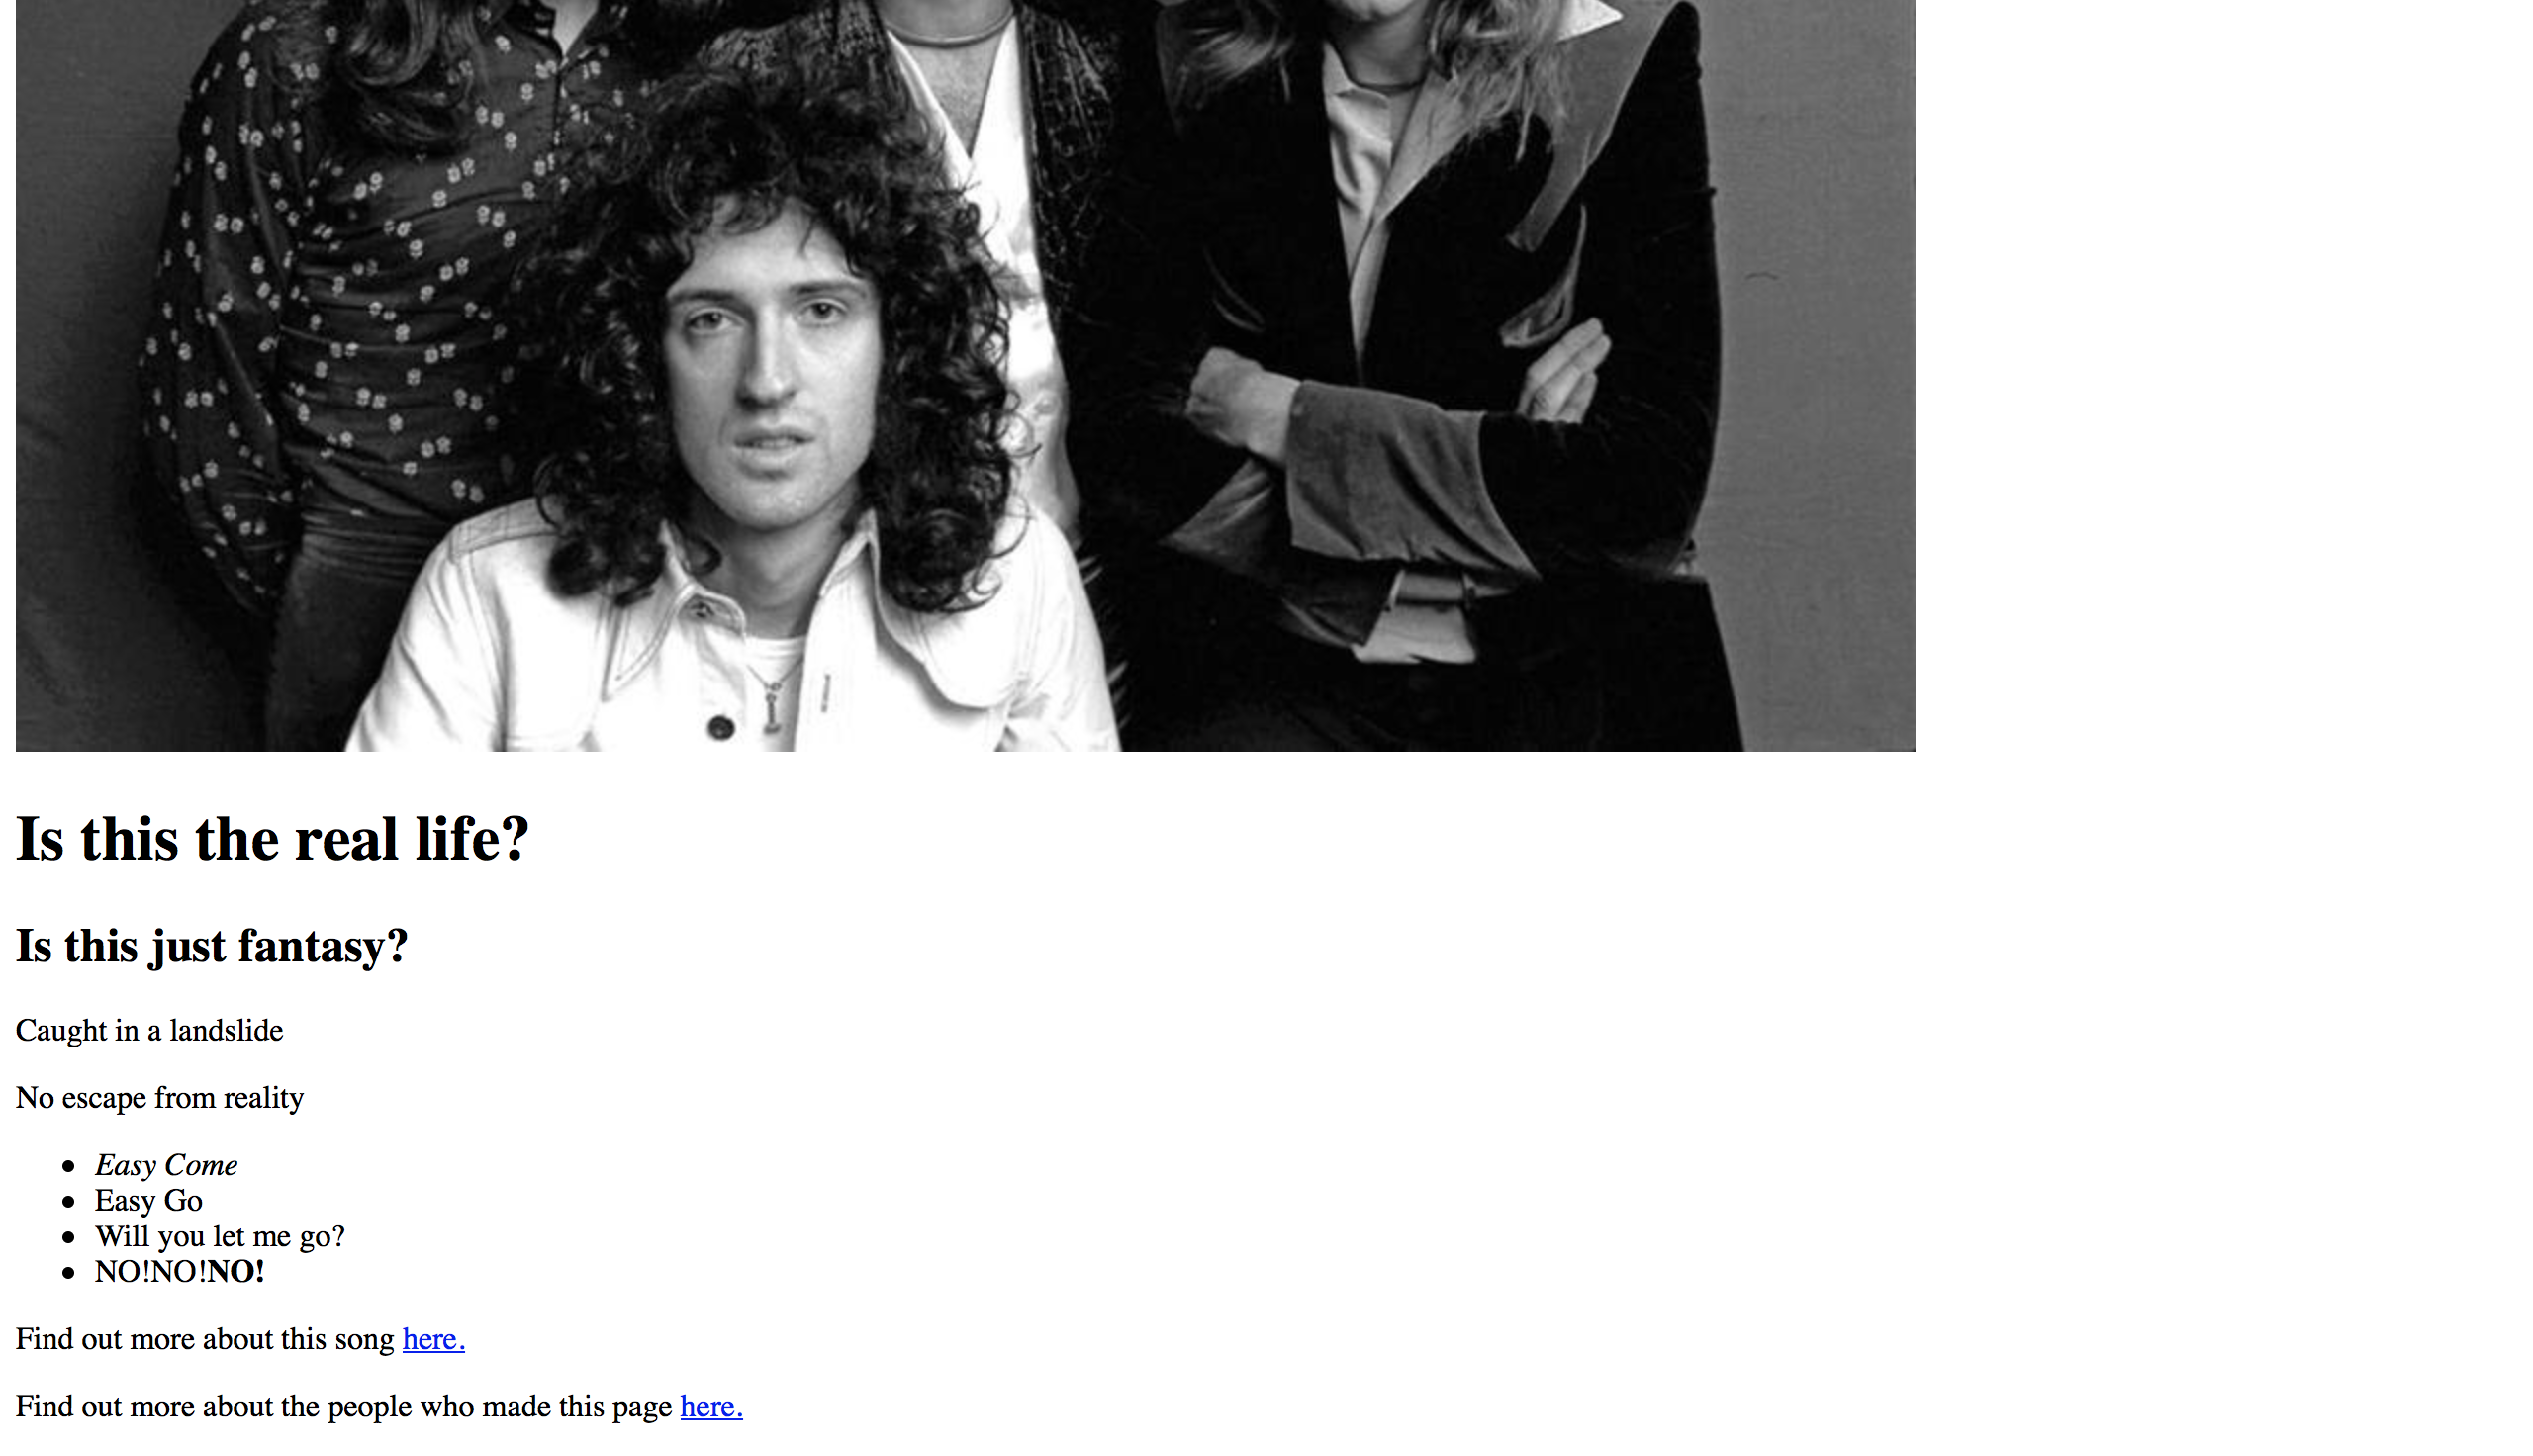 Is this the real life?
Is this just fantasy?
Caught in a landslide
No escape from reality
Easy Come
Easy Go
Will you let me go?
NO!NO!NO!
Find out more about this song here.
Find out more about the people who made this page here.